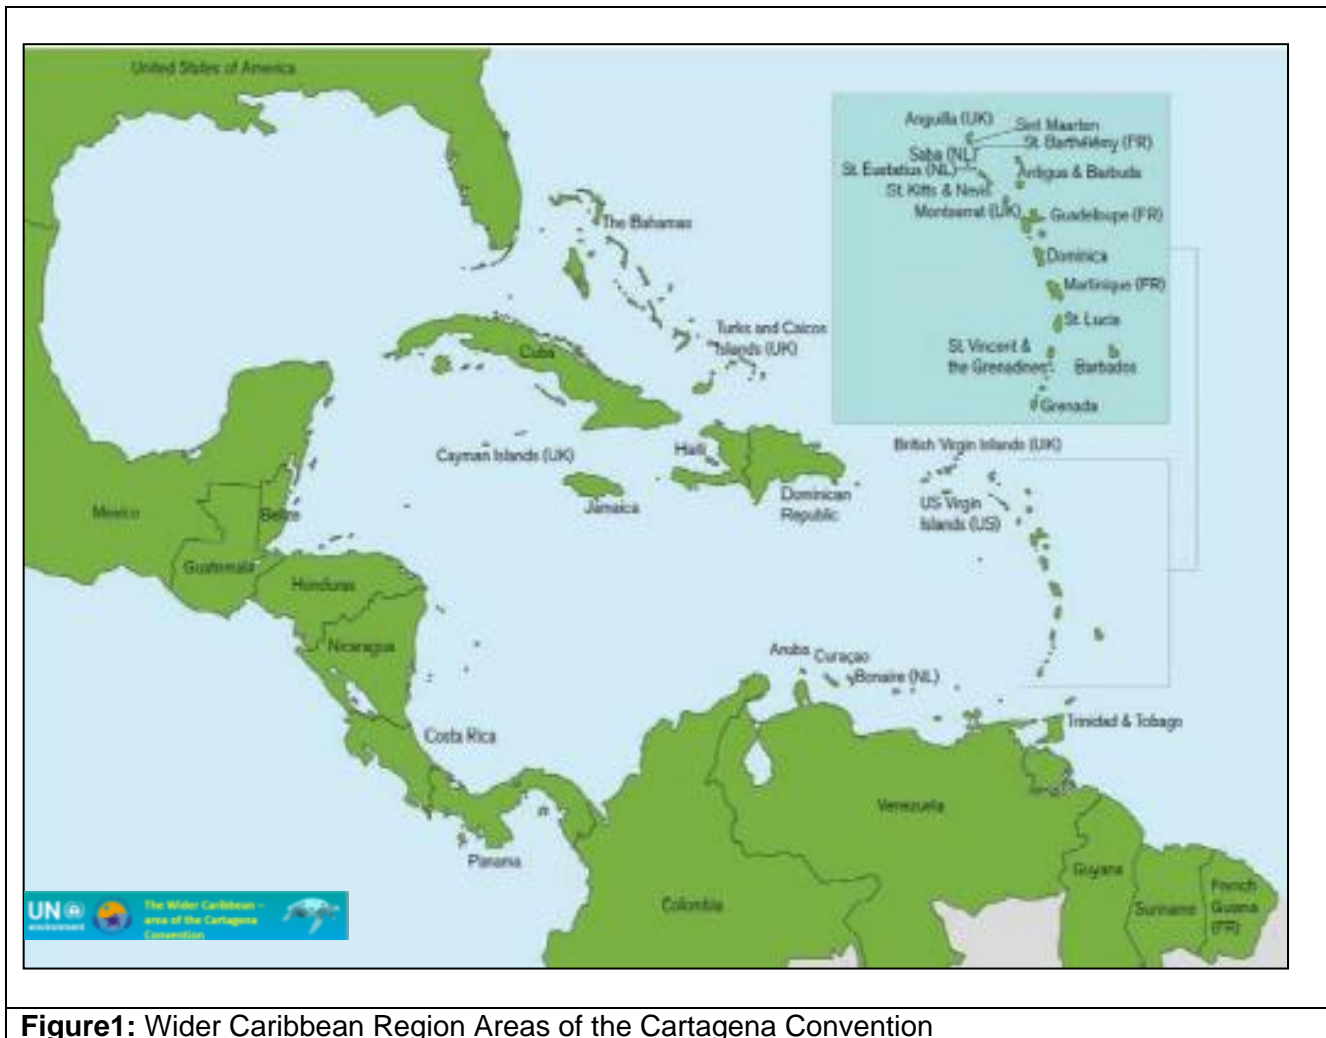 United States of America
Anguilla (UK)
Sint Maarten
St. Barthélémy (FR)
Saba (NL)
St. Eustatius (NL)
Antigua & Barbuda
St. Kitts & Nevis
Montserrat (UK)
Guadeloupe (FR)
The Bahamas
Dominica
Martinique (FR)
St. Lucia
Turks and Caicos
Islands (UK)
St. Vincent &
the Grenadines
Barbados
Cuba
Grenada
British Virgin Islands (UK)
Cayman Islands (UK)
Haiti
Dominican
Republic
Jamaica
US Virgin
Islands (US)
Mexico
Belize
Guatemala
Honduras
Nicaragua
Aruba
Curaçao
Bonaire (NL)
Costa Rica
Trinidad & Tobago
Venezuela
Panama
Guyana
Colombia
Suriname
French
Guiana
(FR)
UN
environment
The Wider Caribbean –
area of the Cartagena
Convention
Figure1: Wider Caribbean Region Areas of the Cartagena Convention